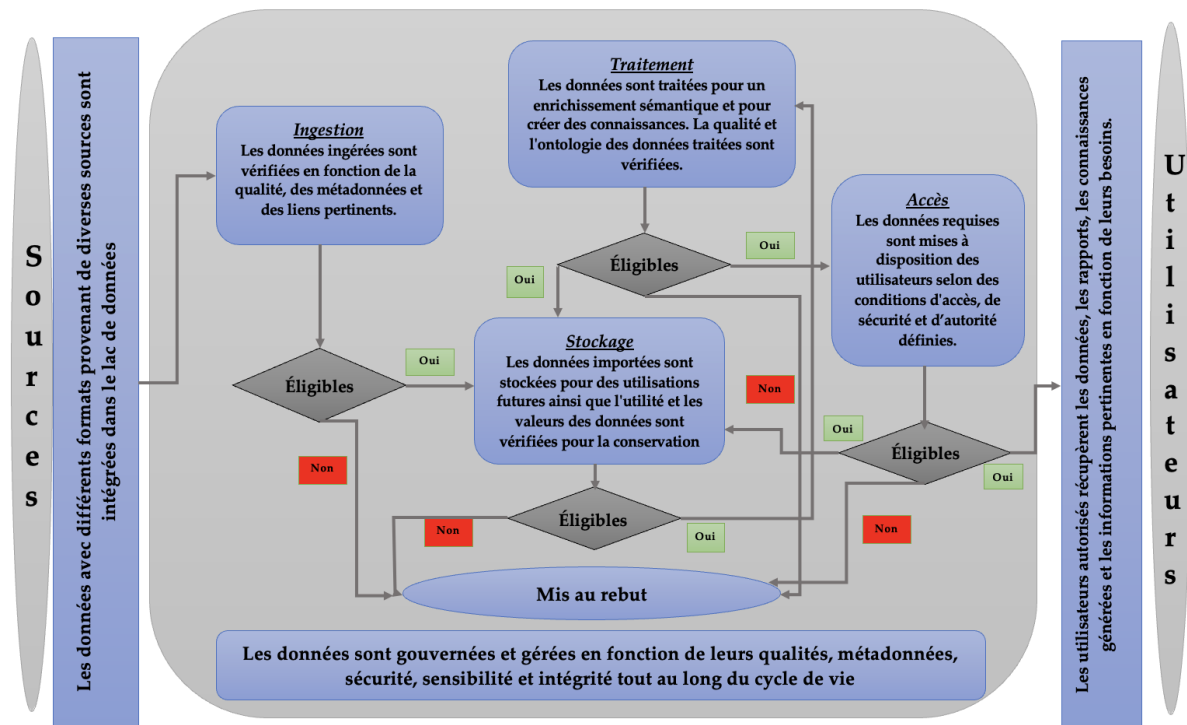 Sources
Les données avec différents formats provenant de diverses sources sont
intégrées dans le lac de données
Ingestion
Les données ingérées sont
vérifiées en fonction de la
qualité, des métadonnées et
des liens pertinents.
Éligibles
Oui
Non
Traitement
Les données sont traitées pour un
enrichissement sémantique et pour
créer des connaissances. La qualité et
l'ontologie des données traitées sont
vérifiées.
Éligibles
Oui
Oui
Non
Stockage
Les données importées sont
stockées pour des utilisations
futures ainsi que l'utilité et les
valeurs des données sont
vérifiées pour la conservation
Éligibles
Non
Oui
Accès
Les données requises
sont mises à
disposition des
utilisateurs selon des
conditions d'accès, de
sécurité et d’autorité
définies.
Éligibles
Oui
Oui
Non
Mis au rebut
Les données sont gouvernées et gérées en fonction de leurs qualités, métadonnées,
sécurité, sensibilité et intégrité tout au long du cycle de vie
Les utilisateurs autorisés récupèrent les données, les rapports, les connaissances
générées et les informations pertinentes en fonction de leurs besoins.
Utilisateurs